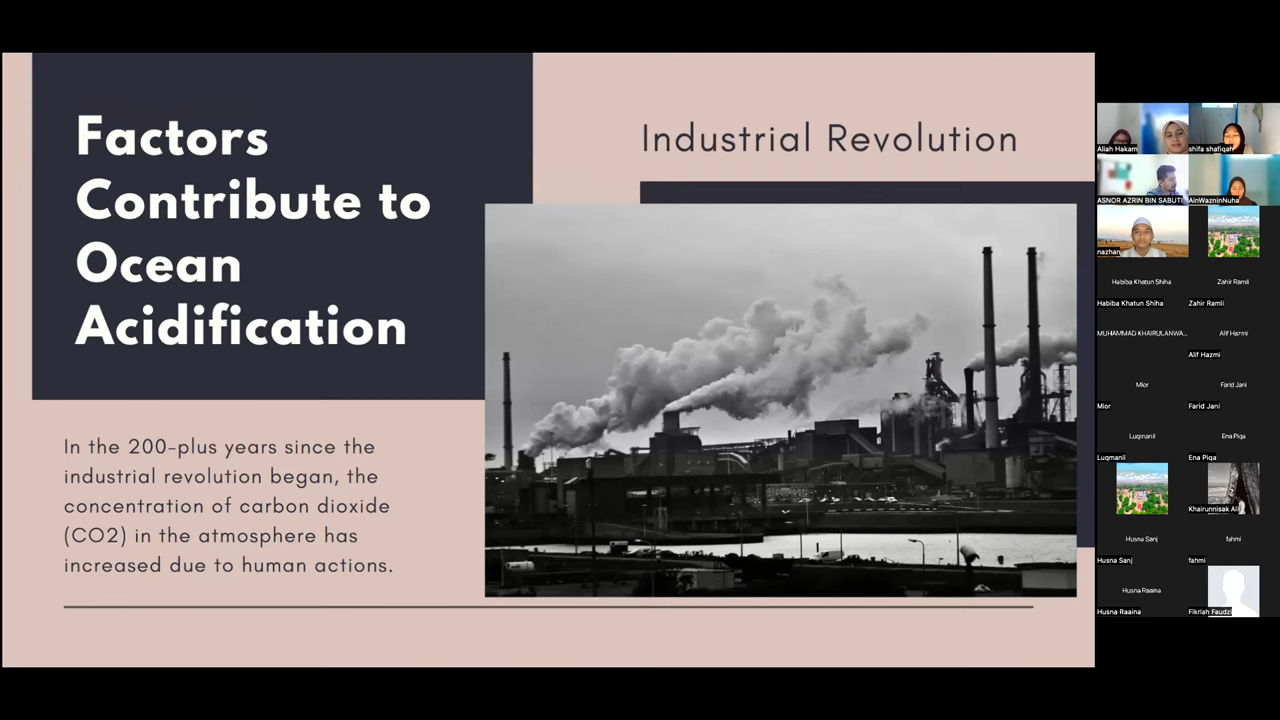 Factors
Contribute to
Ocean
Acidification
Industrial Revolution
In the 200-plus years since the
industrial revolution began, the
concentration of carbon dioxide
(CO2) in the atmosphere has
increased due to human actions.
Aliah Hakam
shifa shafiqah
ASNOR AZRIN BIN SABUTI
AinWazninNuha
nazhan
Habiba Khatun Shiha
Zahir Ramli
Habiba Khatun Shiha
Zahir Ramli
MUHAMMAD KHAIRULANWA...
Alif Hazmi
Alif Hazmi
Mior
Farid Jani
Mior
Farid Jani
Luqmanil
Ena Piqa
Luqmanil
Ena Piqa
Khairunnisak Ali
Husna Sanj
fahmi
Husna Sanj
fahmi
Husna Raaina
Husna Raaina
Fikriah Faudzi